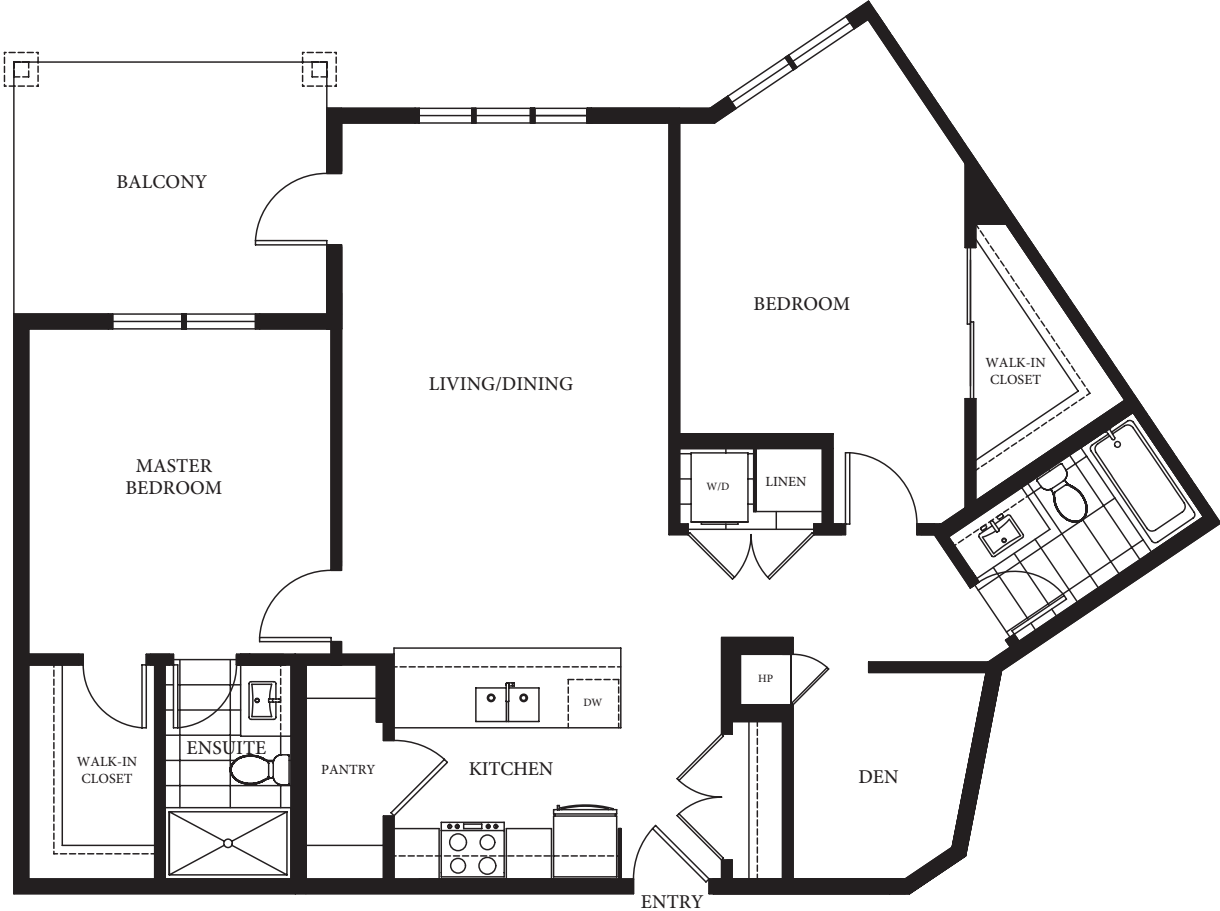 BALCONY
BEDROOM
WALK-IN
CLOSET
LIVING/DINING
MASTER
BEDROOM
W/D
LINEN
HP
DW
ENSUITE
WALK-IN
CLOSET
PANTRY
KITCHEN
DEN
ENTRY